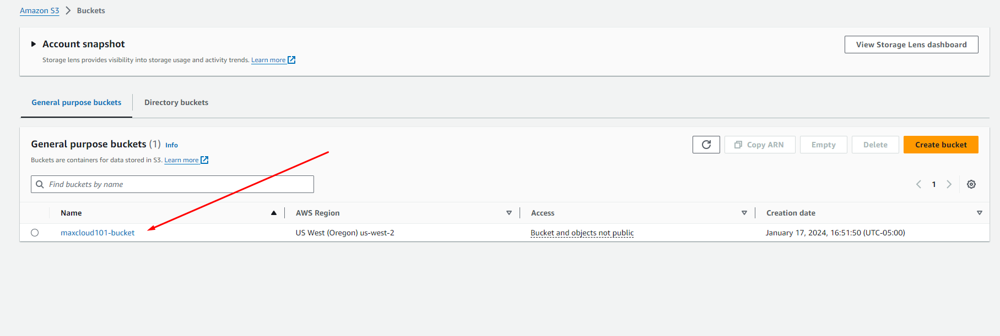 Amazon S3 > Buckets
Account snapshot
View Storage Lens dashboard
Storage lens provides visibility into storage usage and activity trends. Learn more
General purpose buckets
Directory buckets
General purpose buckets (1) Info
Copy ARN
Empty
Delete
Create bucket
Buckets are containers for data stored in S3. Learn more
Find buckets by name
1
Name
AWS Region
Access
Creation date
maxcloud101-bucket
US West (Oregon) us-west-2
Bucket and objects not public
January 17, 2024, 16:51:50 (UTC-05:00)